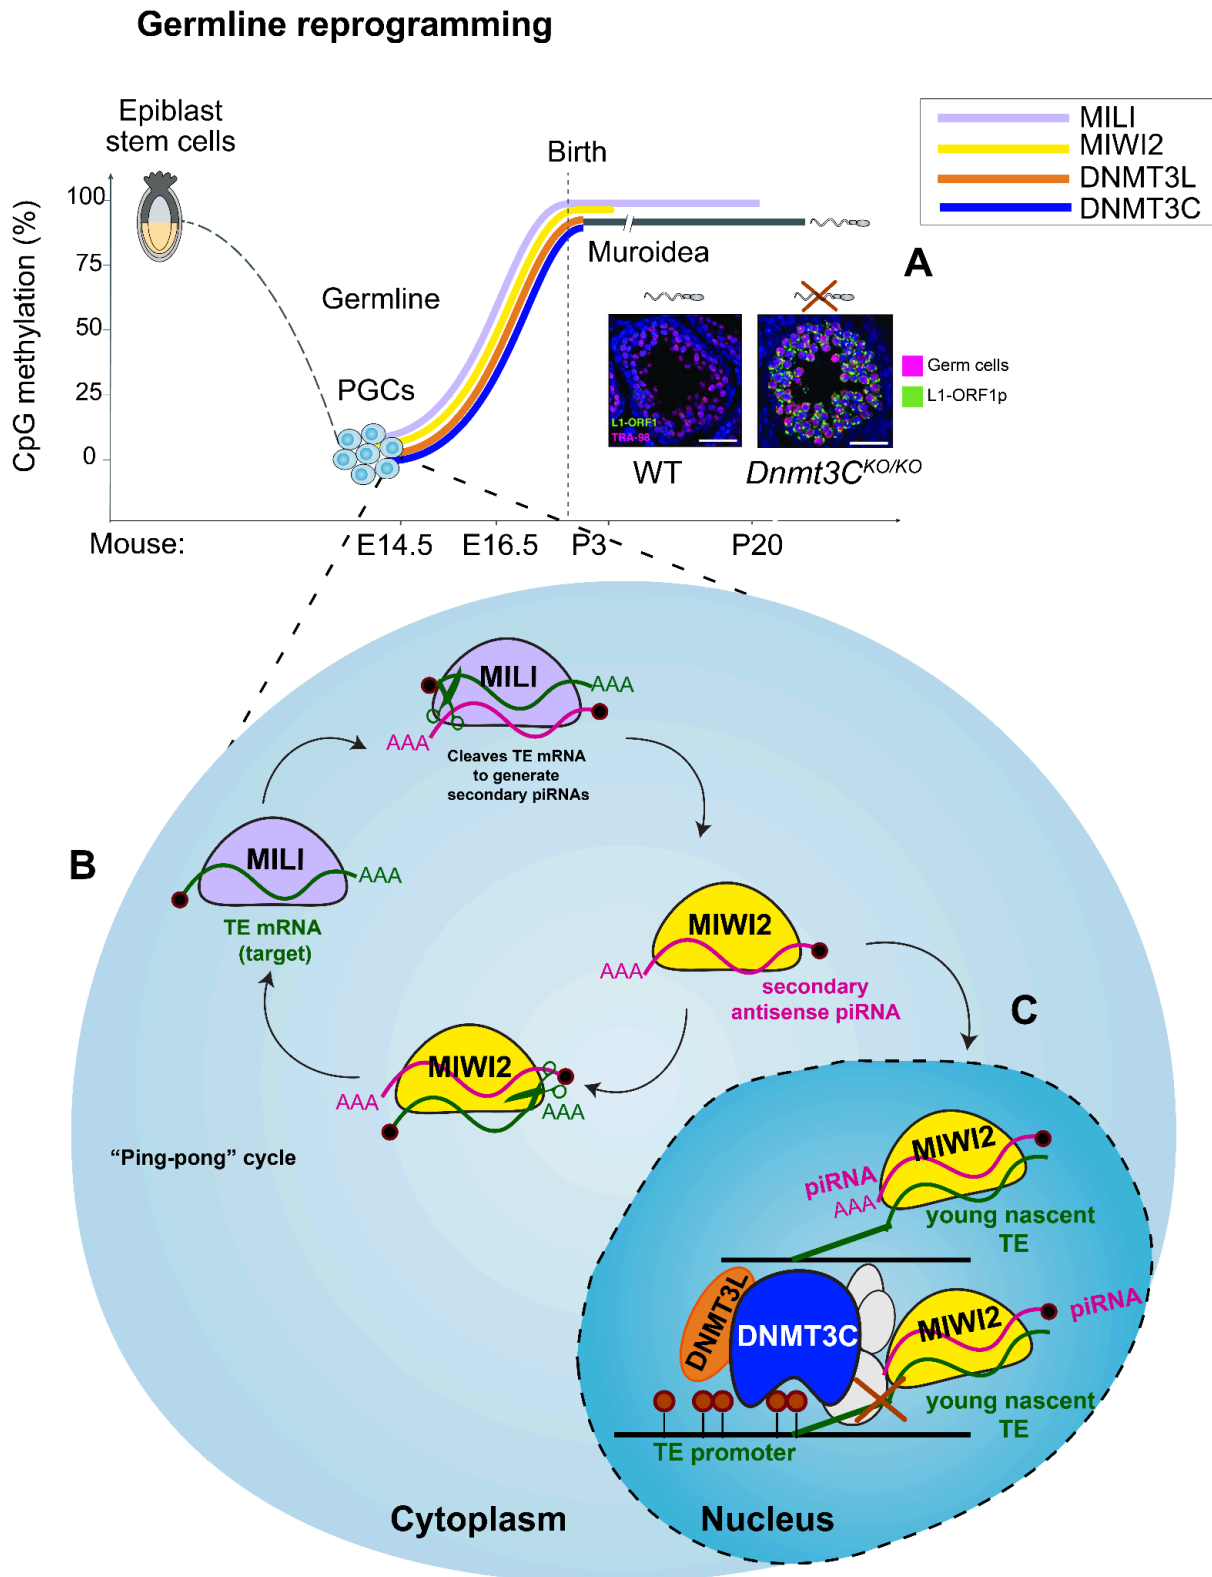 Germline reprogramming
Epiblast
stem cells
MILI
MIWI2
DNMT3L
DNMT3C
Birth
CpG methylation (%)
100
75
50
25
0
Germline
PGCs
Muroidea
A
L1-ORF1
TRA-98
Germ cells
L1-ORF1p
WT
Dnmt3C^KO/KO
Mouse:
E14.5
E16.5
P3
P20
MILI
AAA
AAA
Cleaves TE mRNA
to generate
secondary piRNAs
B
MILI
AAA
TE mRNA
(target)
MIWI2
AAA
secondary
antisense piRNA
C
MIWI2
AAA
AAA
“Ping-pong” cycle
MIWI2
piRNA
AAA
young nascent
TE
DNMT3L
DNMT3C
MIWI2
piRNA
young nascent
TE
TE promoter
Cytoplasm
Nucleus